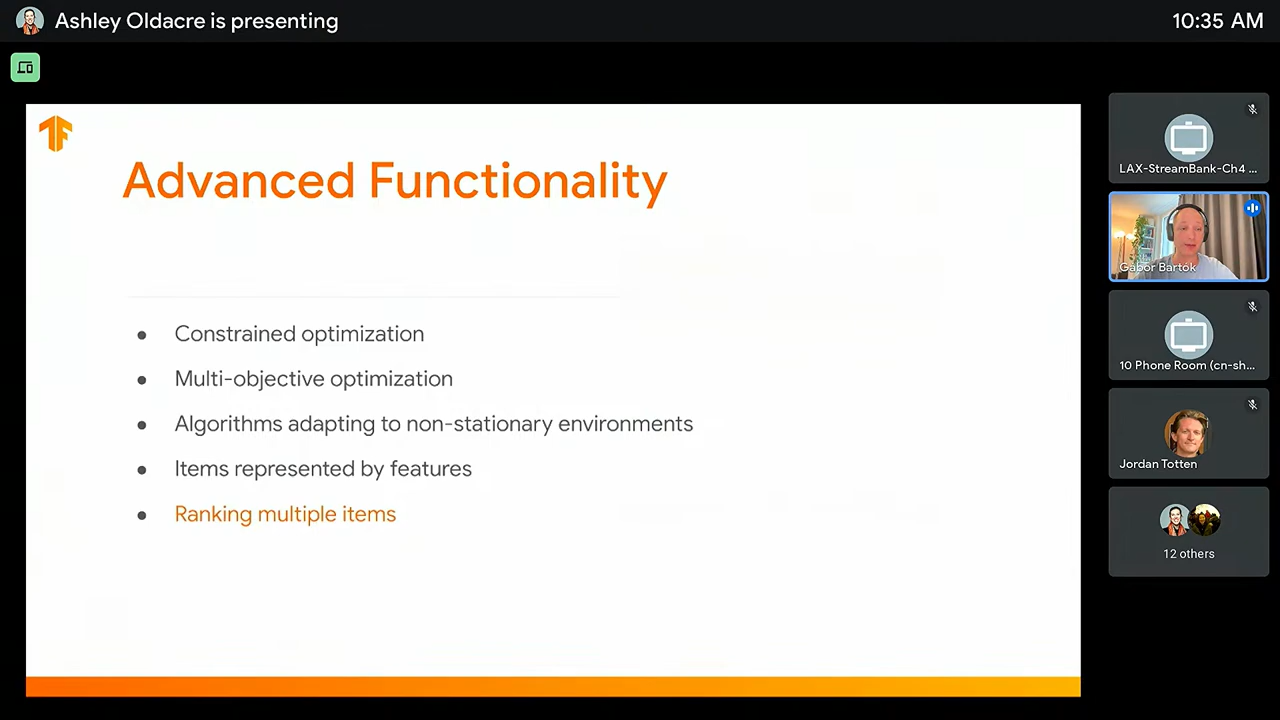 Ashley Oldacre is presenting
10:35 AM
Advanced Functionality
● Constrained optimization
● Multi-objective optimization
● Algorithms adapting to non-stationary environments
● Items represented by features
● Ranking multiple items
LAX-StreamBank-Ch4 ...
Gábor Bartók
10 Phone Room (cn-sh...
Jordan Totten
12 others